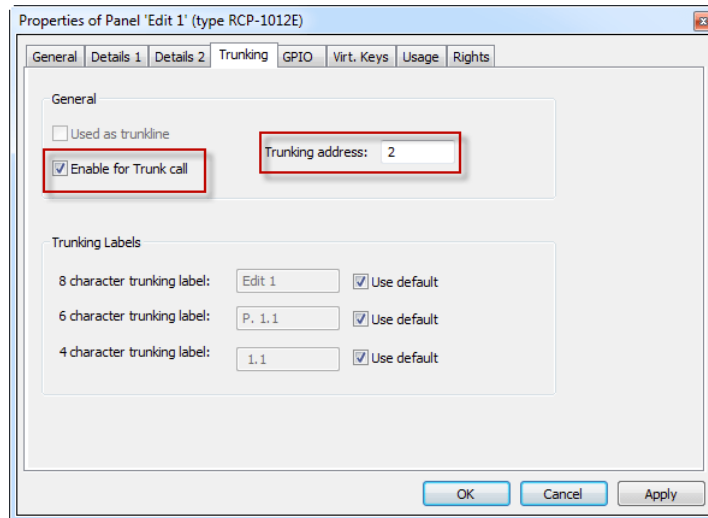 Properties of Panel 'Edit 1' (type RCP-1012E)
General Details 1 Details 2 Trunking GPIO Virt. Keys Usage Rights
General
Used as trunkline
Trunking address: 2
Enable for Trunk call
Trunking Labels
8 character trunking label: Edit 1 Use default
6 character trunking label: P. 1.1 Use default
4 character trunking label: 1.1 Use default
OK Cancel Apply